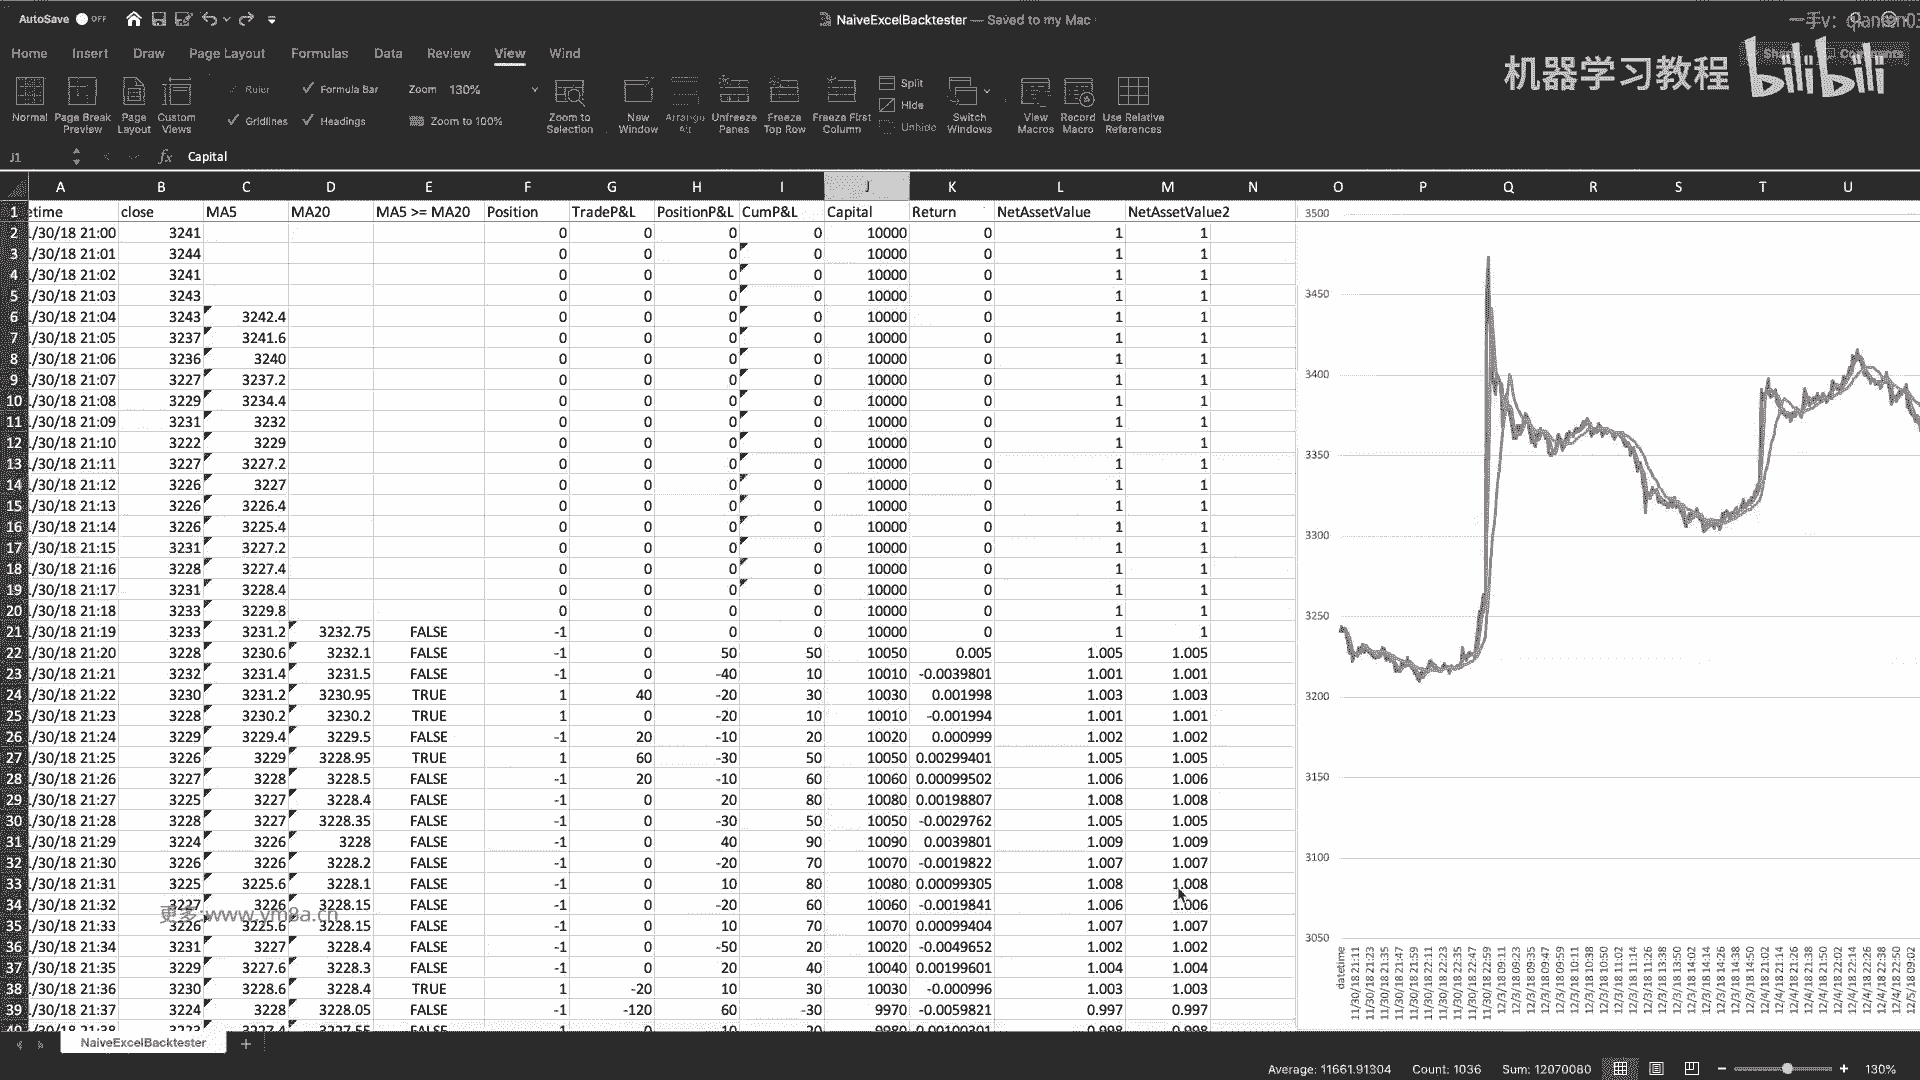 AutoSave OFF NaiveExcelBacktester — Saved to my Mac
Home Insert Draw Page Layout Formulas Data Review View Wind
机器学习教程 bilibili
Normal Page Break Preview Page Layout Custom Views Ruler Formula Bar Zoom 130% Gridlines Headings Zoom to 100% Zoom to Selection New Window Arrange All Unfreeze Panes Freeze Top Row Freeze First Column Split Hide Unhide Switch Windows View Macros Record Macro Use Relative References
J1 fx Capital
A B C D E F G H I J K L M N O P Q R S T U
1 etime close MA5 MA20 MA5 >= MA20 Position TradeP&L PositionP&L CumP&L Capital Return NetAssetValue NetAssetValue2
2 /30/18 21:00 3241 0 0 0 0 10000 0 1 1
3 /30/18 21:01 3244 0 0 0 0 10000 0 1 1
4 /30/18 21:02 3241 0 0 0 0 10000 0 1 1
5 /30/18 21:03 3243 0 0 0 0 10000 0 1 1
6 /30/18 21:04 3243 3242.4 0 0 0 0 10000 0 1 1
7 /30/18 21:05 3237 3241.6 0 0 0 0 10000 0 1 1
8 /30/18 21:06 3236 3240 0 0 0 0 10000 0 1 1
9 /30/18 21:07 3227 3237.2 0 0 0 0 10000 0 1 1
10 /30/18 21:08 3229 3234.4 0 0 0 0 10000 0 1 1
11 /30/18 21:09 3231 3232 0 0 0 0 10000 0 1 1
12 /30/18 21:10 3222 3229 0 0 0 0 10000 0 1 1
13 /30/18 21:11 3227 3227.2 0 0 0 0 10000 0 1 1
14 /30/18 21:12 3226 3227 0 0 0 0 10000 0 1 1
15 /30/18 21:13 3226 3226.4 0 0 0 0 10000 0 1 1
16 /30/18 21:14 3226 3225.4 0 0 0 0 10000 0 1 1
17 /30/18 21:15 3231 3227.2 0 0 0 0 10000 0 1 1
18 /30/18 21:16 3228 3227.4 0 0 0 0 10000 0 1 1
19 /30/18 21:17 3231 3228.4 0 0 0 0 10000 0 1 1
20 /30/18 21:18 3233 3229.8 0 0 0 0 10000 0 1 1
21 /30/18 21:19 3233 3231.2 3232.75 FALSE -1 0 0 0 10000 0 1 1
22 /30/18 21:20 3228 3230.6 3232.1 FALSE -1 0 50 50 10050 0.005 1.005 1.005
23 /30/18 21:21 3232 3231.4 3231.5 FALSE -1 0 -40 10 10010 -0.0039801 1.001 1.001
24 /30/18 21:22 3230 3231.2 3230.95 TRUE 1 40 -20 30 10030 0.001998 1.003 1.003
25 /30/18 21:23 3228 3230.2 3230.2 TRUE 1 0 -20 10 10010 -0.001994 1.001 1.001
26 /30/18 21:24 3229 3229.4 3229.5 FALSE -1 20 -10 20 10020 0.000999 1.002 1.002
27 /30/18 21:25 3226 3229 3228.95 TRUE 1 60 -30 50 10050 0.00299401 1.005 1.005
28 /30/18 21:26 3227 3228 3228.5 FALSE -1 20 -10 60 10060 0.00099502 1.006 1.006
29 /30/18 21:27 3225 3227 3228.4 FALSE -1 0 20 80 10080 0.00198807 1.008 1.008
30 /30/18 21:28 3228 3227 3228.35 FALSE -1 0 -30 50 10050 -0.0029762 1.005 1.005
31 /30/18 21:29 3224 3226 3228 FALSE -1 0 40 90 10090 0.0039801 1.009 1.009
32 /30/18 21:30 3226 3226 3228.2 FALSE -1 0 -20 70 10070 -0.0019822 1.007 1.007
33 /30/18 21:31 3225 3225.6 3228.1 FALSE -1 0 10 80 10080 0.00099305 1.008 1.008
34 /30/18 21:32 3227 3226 3228.15 FALSE -1 0 -20 60 10060 -0.0019841 1.006 1.006
35 /30/18 21:33 3226 3225.6 3228.15 FALSE -1 0 10 70 10070 0.00099404 1.007 1.007
36 /30/18 21:34 3231 3227 3228.4 FALSE -1 0 -50 20 10020 -0.0049652 1.002 1.002
37 /30/18 21:35 3229 3227.6 3228.3 FALSE -1 0 20 40 10040 0.00199601 1.004 1.004
38 /30/18 21:36 3230 3228.6 3228.4 TRUE 1 -20 10 30 10030 -0.000996 1.003 1.003
39 /30/18 21:37 3224 3228 3228.05 FALSE -1 -120 60 -30 9970 -0.0059821 0.997 0.997
3500
3450
3400
3350
3300
3250
3200
3150
3100
3050
datetime 11/30/18 21:11 11/30/18 21:23 11/30/18 21:35 11/30/18 21:47 11/30/18 21:59 11/30/18 22:11 11/30/18 22:23 11/30/18 22:35 11/30/18 22:47 11/30/18 22:59 12/3/18 09:11 12/3/18 09:23 12/3/18 09:35 12/3/18 09:47 12/3/18 09:59 12/3/18 10:11 12/3/18 10:38 12/3/18 10:50 12/3/18 11:02 12/3/18 11:14 12/3/18 11:26 12/3/18 13:38 12/3/18 13:50 12/3/18 14:02 12/3/18 14:14 12/3/18 14:26 12/3/18 14:38 12/3/18 14:50 12/4/18 21:02 12/4/18 21:14 12/4/18 21:26 12/4/18 21:38 12/4/18 21:50 12/4/18 22:02 12/4/18 22:14 12/4/18 22:26 12/4/18 22:38 12/4/18 22:50 12/5/18 09:02
NaiveExcelBacktester
Average: 11661.91304 Count: 1036 Sum: 12070080 130%